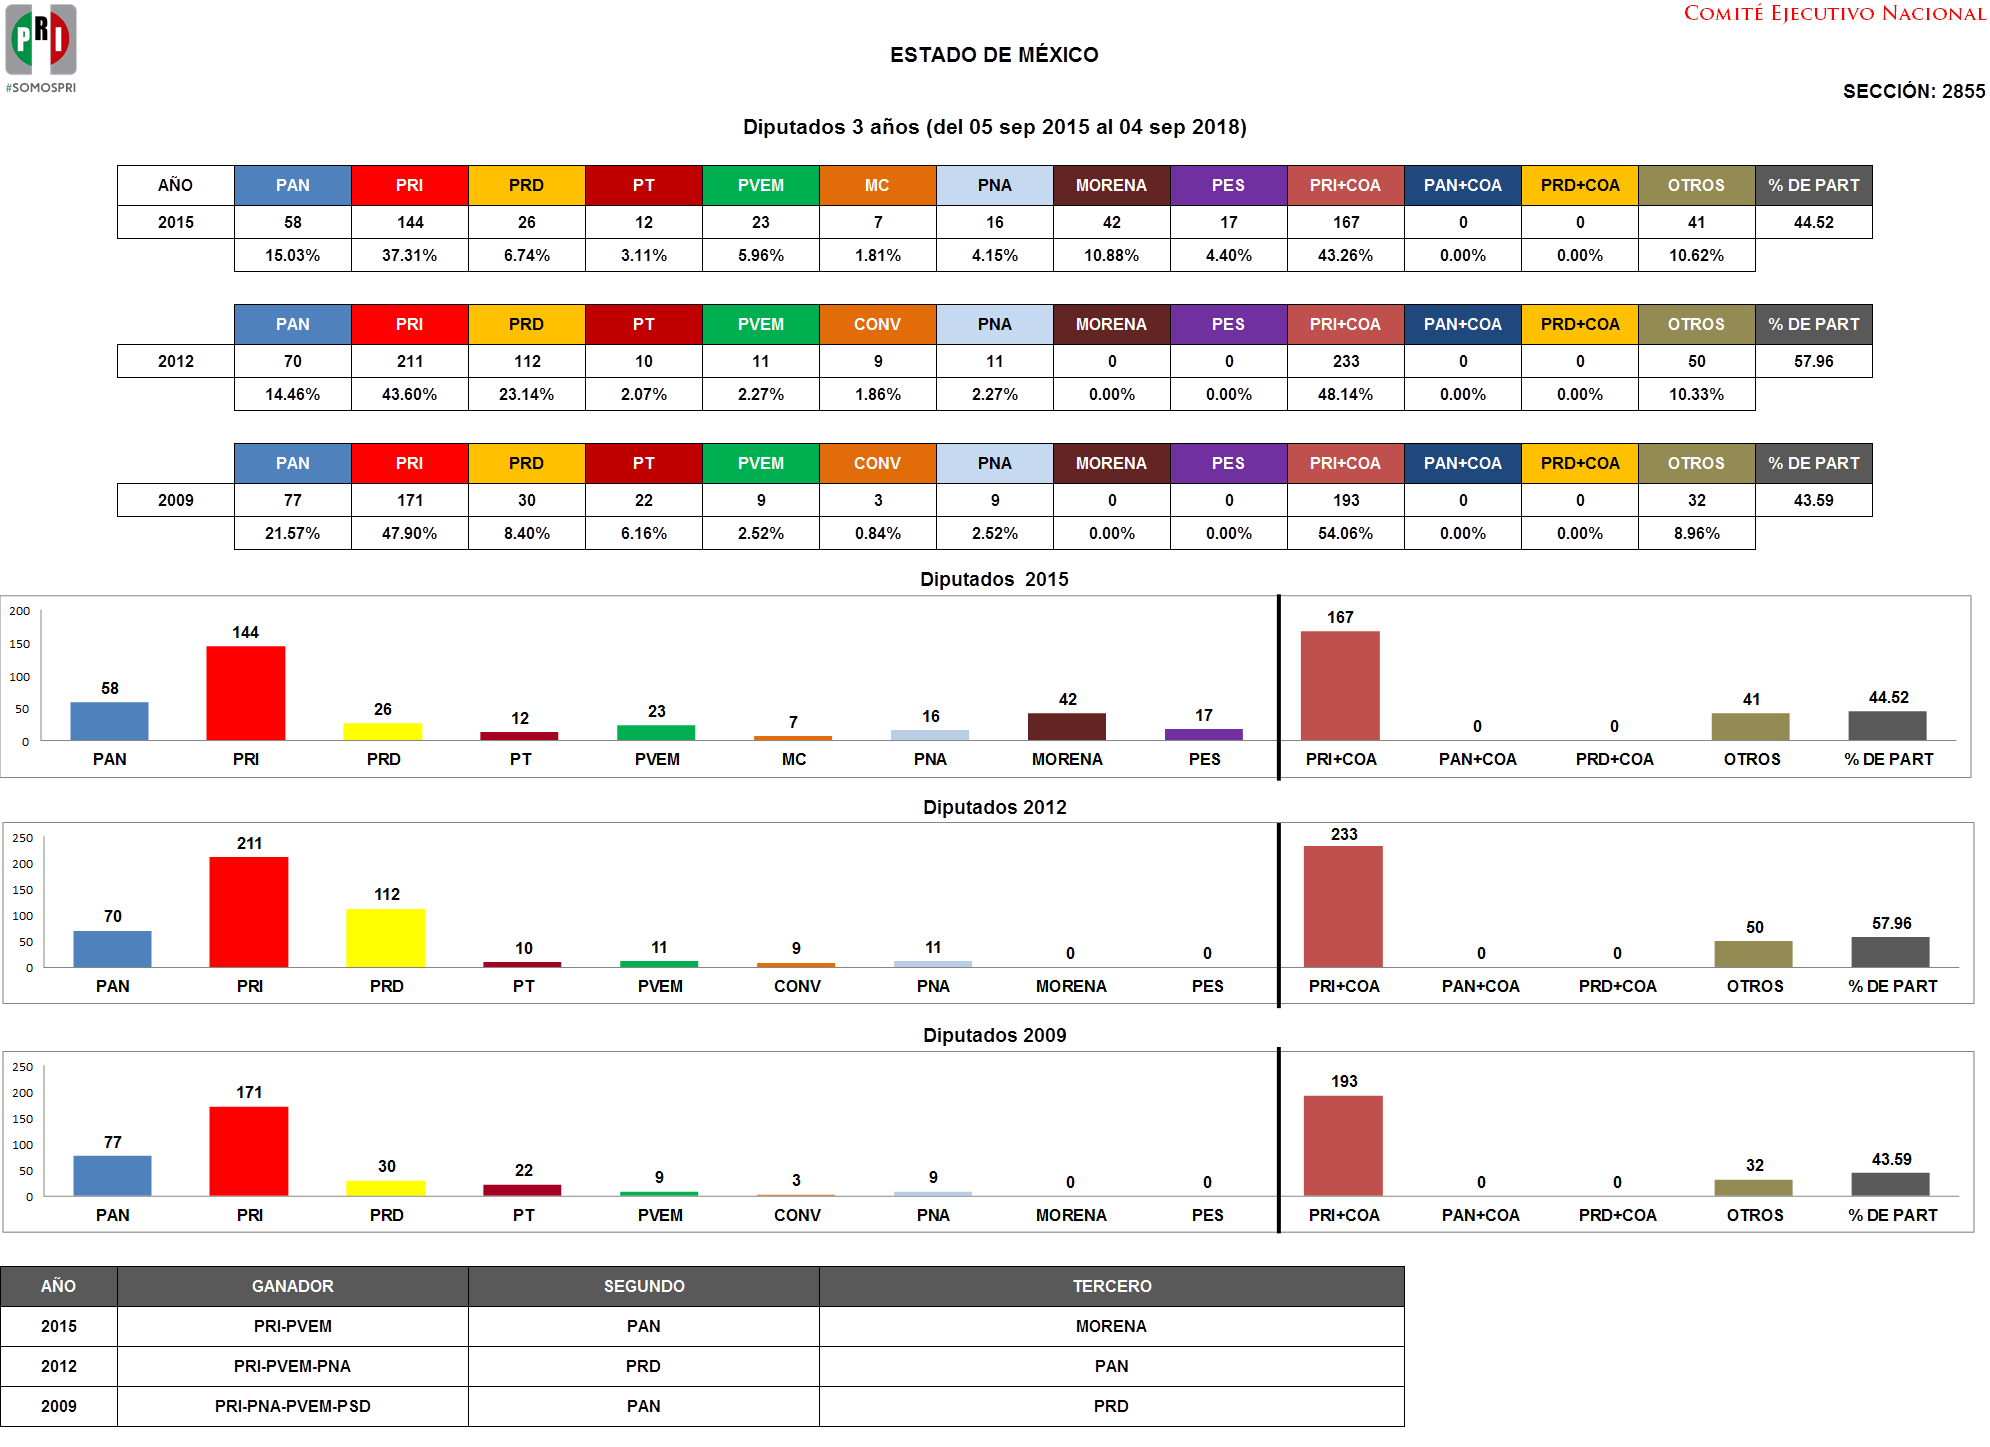 PRI
#SOMOSPRI
COMITÉ EJECUTIVO NACIONAL
ESTADO DE MÉXICO
SECCIÓN: 2855
Diputados 3 años (del 05 sep 2015 al 04 sep 2018)
AÑO PAN PRI PRD PT PVEM MC PNA MORENA PES PRI+COA PAN+COA PRD+COA OTROS % DE PART
2015 58 144 26 12 23 7 16 42 17 167 0 0 41 44.52
15.03% 37.31% 6.74% 3.11% 5.96% 1.81% 4.15% 10.88% 4.40% 43.26% 0.00% 0.00% 10.62%
PAN PRI PRD PT PVEM CONV PNA MORENA PES PRI+COA PAN+COA PRD+COA OTROS % DE PART
2012 70 211 112 10 11 9 11 0 0 233 0 0 50 57.96
14.46% 43.60% 23.14% 2.07% 2.27% 1.86% 2.27% 0.00% 0.00% 48.14% 0.00% 0.00% 10.33%
PAN PRI PRD PT PVEM CONV PNA MORENA PES PRI+COA PAN+COA PRD+COA OTROS % DE PART
2009 77 171 30 22 9 3 9 0 0 193 0 0 32 43.59
21.57% 47.90% 8.40% 6.16% 2.52% 0.84% 2.52% 0.00% 0.00% 54.06% 0.00% 0.00% 8.96%
Diputados 2015
200
150
100
50
0
58 144 26 12 23 7 16 42 17 167 0 0 41 44.52
PAN PRI PRD PT PVEM MC PNA MORENA PES PRI+COA PAN+COA PRD+COA OTROS % DE PART
Diputados 2012
250
200
150
100
50
0
70 211 112 10 11 9 11 0 0 233 0 0 50 57.96
PAN PRI PRD PT PVEM CONV PNA MORENA PES PRI+COA PAN+COA PRD+COA OTROS % DE PART
Diputados 2009
250
200
150
100
50
0
77 171 30 22 9 3 9 0 0 193 0 0 32 43.59
PAN PRI PRD PT PVEM CONV PNA MORENA PES PRI+COA PAN+COA PRD+COA OTROS % DE PART
AÑO GANADOR SEGUNDO TERCERO
2015 PRI-PVEM PAN MORENA
2012 PRI-PVEM-PNA PRD PAN
2009 PRI-PNA-PVEM-PSD PAN PRD